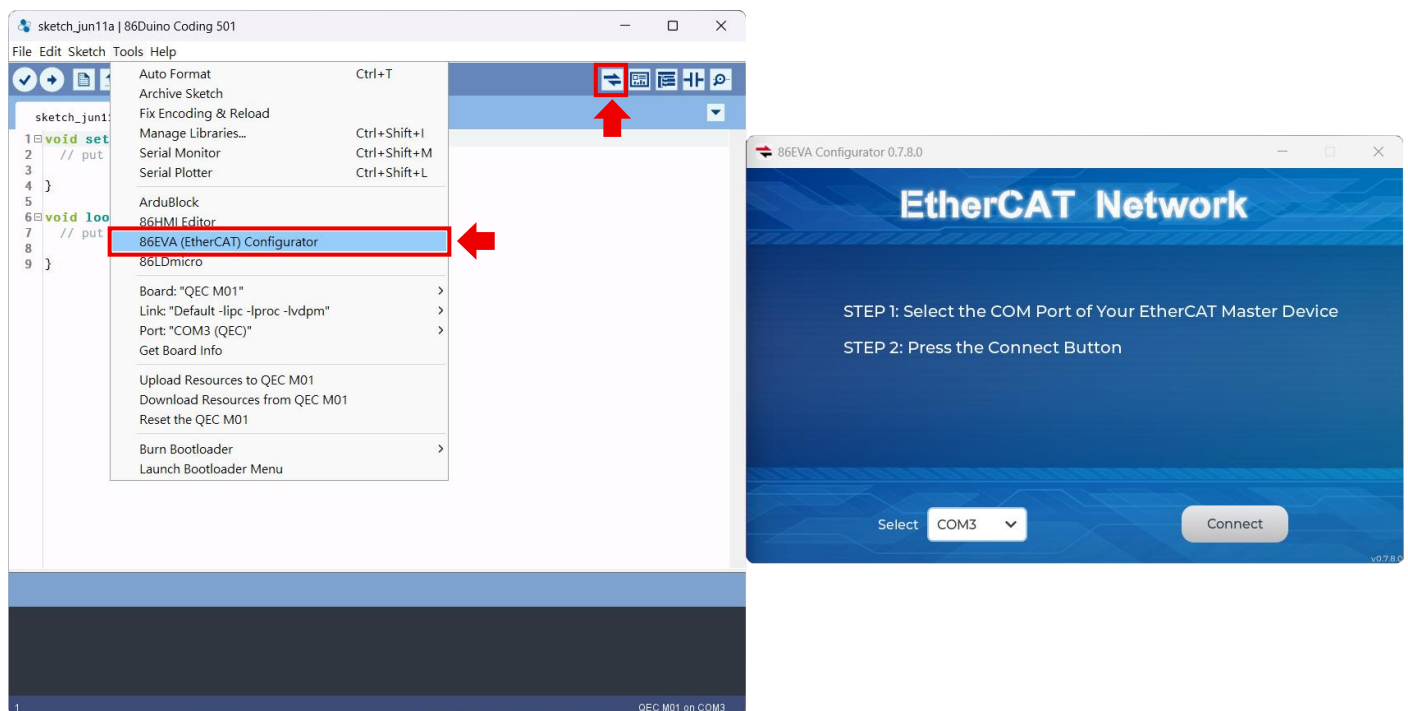 sketch_jun11a | 86Duino Coding 501
File Edit Sketch Tools Help
sketch_jun1
1 void set
2 // put
3
4 }
5
6 void loo
7 // put
8
9 }
Auto Format Ctrl+T
Archive Sketch
Fix Encoding & Reload
Manage Libraries... Ctrl+Shift+I
Serial Monitor Ctrl+Shift+M
Serial Plotter Ctrl+Shift+L
ArduBlock
86HMI Editor
86EVA (EtherCAT) Configurator
86LDmicro
Board: "QEC M01"
Link: "Default -lipc -lproc -lvdpm"
Port: "COM3 (QEC)"
Get Board Info
Upload Resources to QEC M01
Download Resources from QEC M01
Reset the QEC M01
Burn Bootloader
Launch Bootloader Menu
1 QEC M01 on COM3
86EVA Configurator 0.7.8.0
EtherCAT Network
STEP 1: Select the COM Port of Your EtherCAT Master Device
STEP 2: Press the Connect Button
Select COM3 Connect
v0.7.8.0